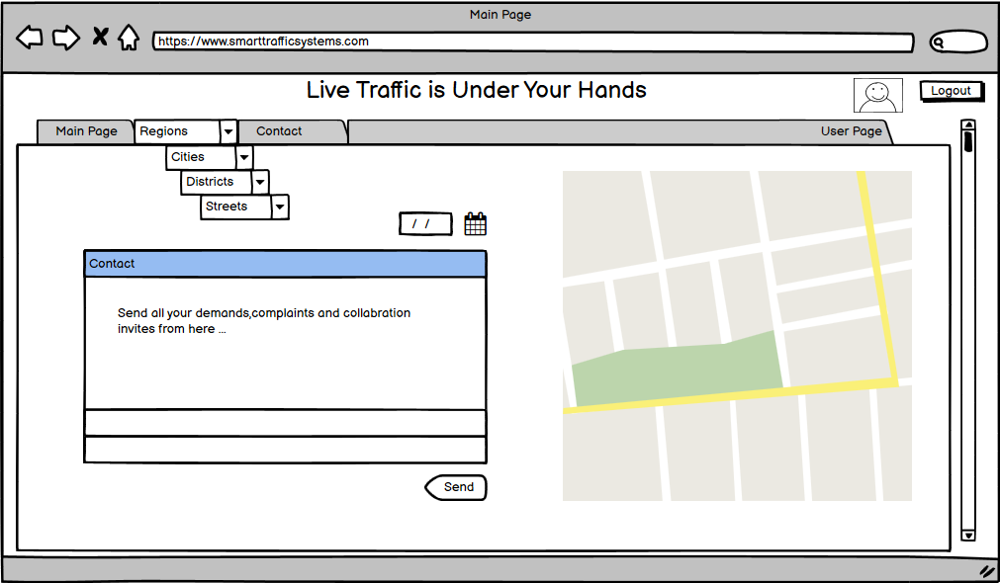 Main Page
https://www.smarttrafficsystems.com
Live Traffic is Under Your Hands
Logout
Main Page
Regions
Contact
User Page
Cities
Districts
Streets
/ /
Contact
Send all your demands,complaints and collabration
invites from here ...
Send